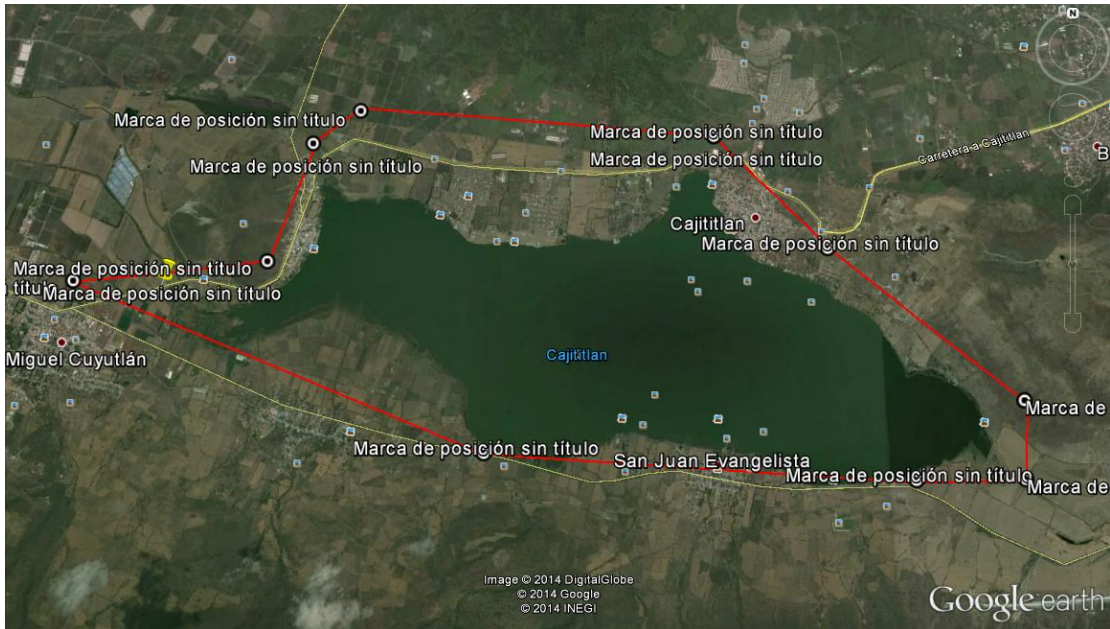 N
Marca de posición sin título
Marca de posición sin título
Marca de posición sin título
Marca de posición sin título
Carretera a Cajititlan
B
Cajititlan
Marca de posición sin título
Marca de posición sin título
título
Marca de posición sin título
Miguel Cuyutlán
Cajititlan
Marca de
Marca de posición sin título
San Juan Evangelista
Marca de posición sin título
Marca de
Image © 2014 DigitalGlobe
© 2014 Google
© 2014 INEGI
Google earth